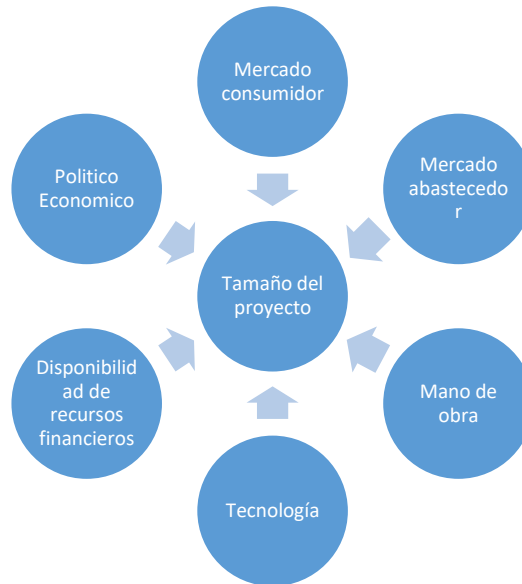 Mercado
consumidor
Mercado
abastecedo
r
Mano de
obra
Tecnología
Disponibilid
ad de
recursos
financieros
Politico
Economico
Tamaño del
proyecto